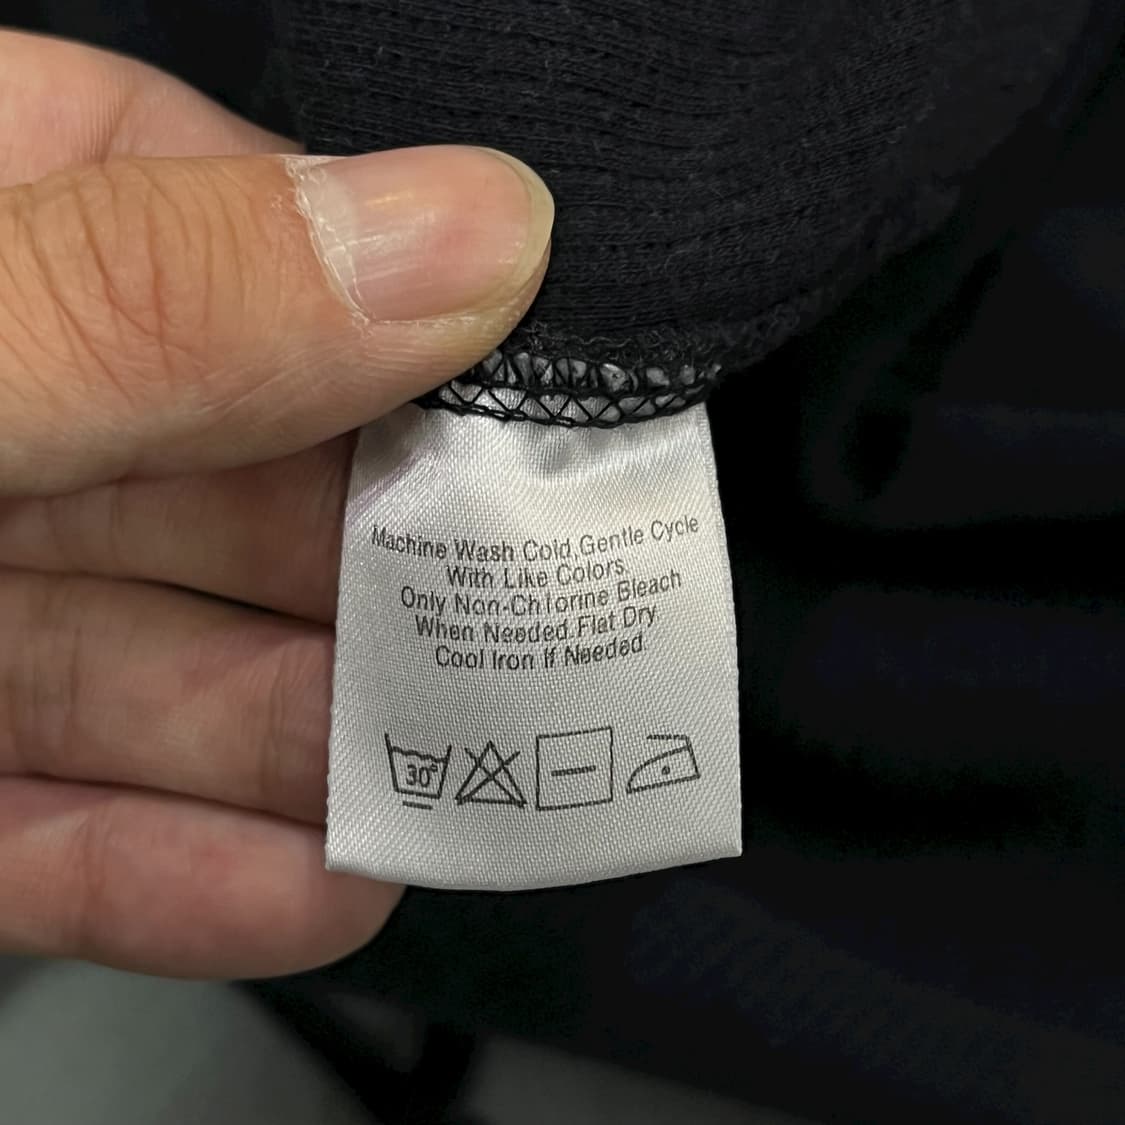 Machine Wash Cold,Gentle Cycle
With Like Colors.
Only Non-Chlorine Bleach
When Needed.Flat Dry.
Cool Iron If Needed.
30°